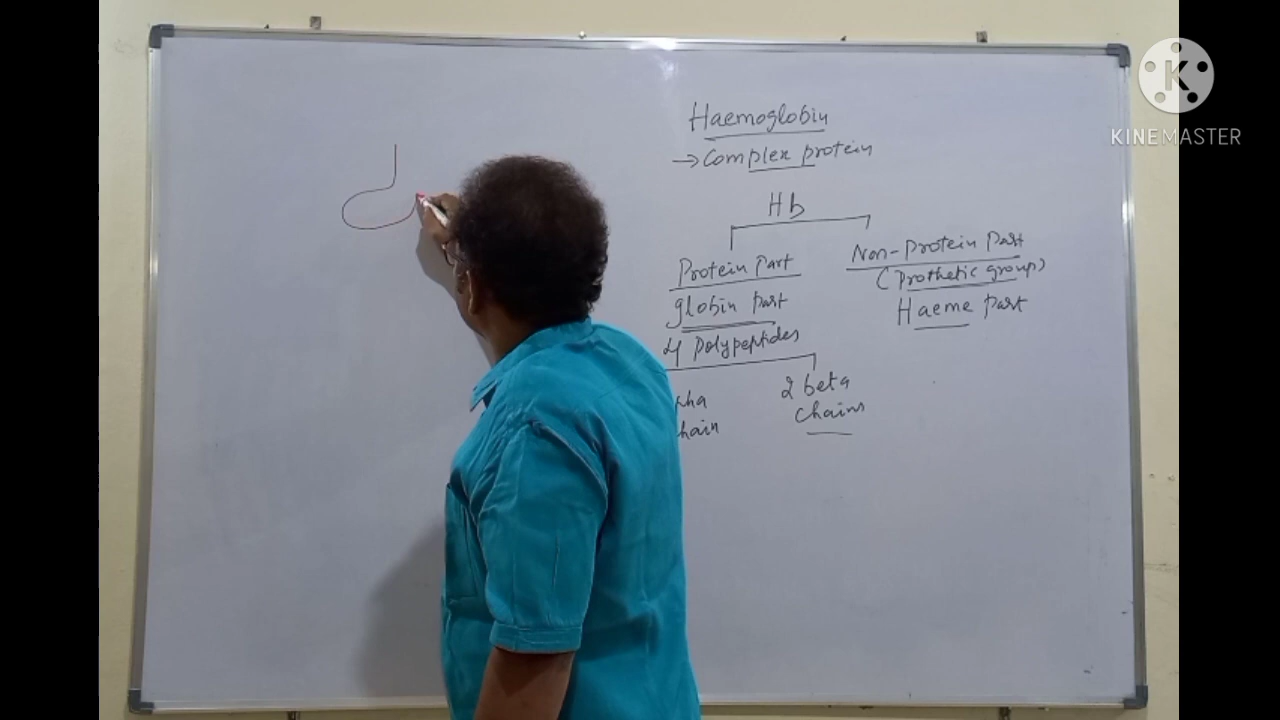 Haemoglobin
→ Complex protein
Hb
Protein Part
globin part
4 Polypeptides
2 beta
chains
Non-Protein Part
(Prothetic group)
Haeme part
K
KINEMASTER